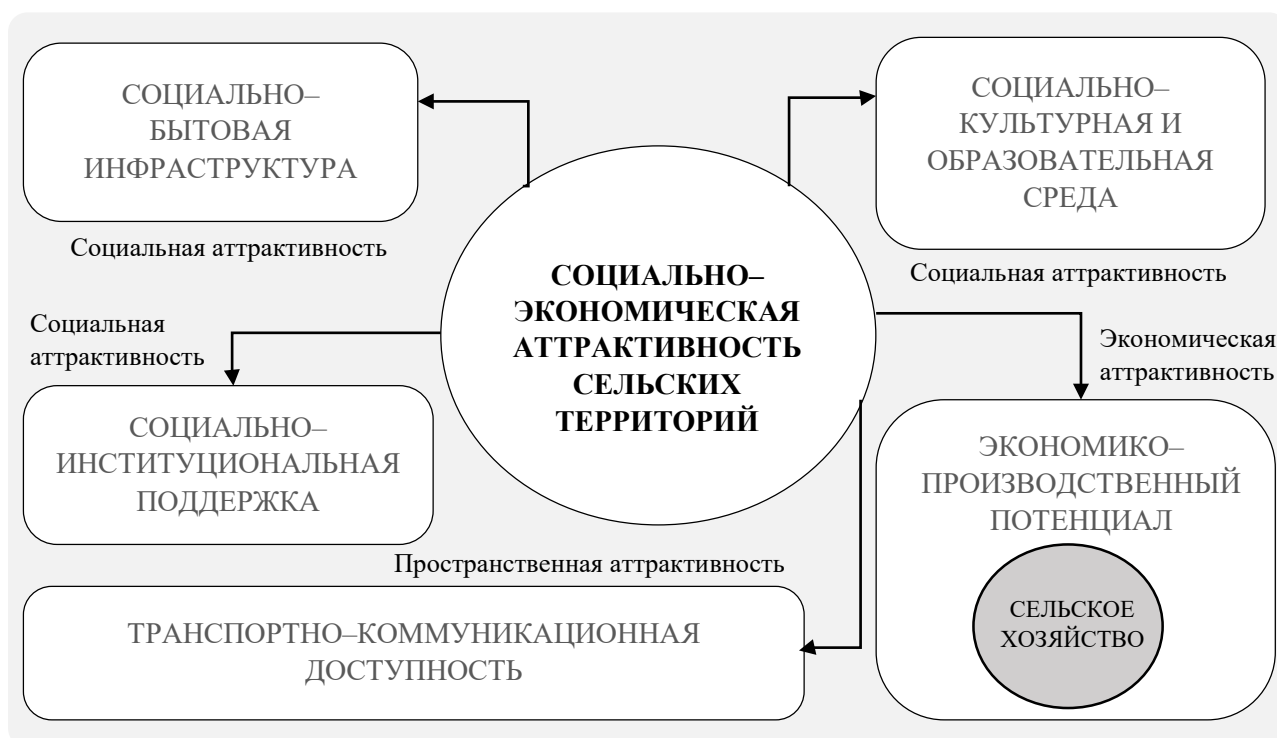 СОЦИАЛЬНО–
БЫТОВАЯ
ИНФРАСТРУКТУРА
Социальная аттрактивность
СОЦИАЛЬНО–
КУЛЬТУРНАЯ И
ОБРАЗОВАТЕЛЬНАЯ
СРЕДА
Социальная аттрактивность
СОЦИАЛЬНО–
ЭКОНОМИЧЕСКАЯ
АТТРАКТИВНОСТЬ
СЕЛЬСКИХ
ТЕРРИТОРИЙ
Социальная
аттрактивность
СОЦИАЛЬНО–
ИНСТИТУЦИОНАЛЬНАЯ
ПОДДЕРЖКА
Экономическая
аттрактивность
ЭКОНОМИКО–
ПРОИЗВОДСТВЕННЫЙ
ПОТЕНЦИАЛ
СЕЛЬСКОЕ
ХОЗЯЙСТВО
Пространственная аттрактивность
ТРАНСПОРТНО–КОММУНИКАЦИОННАЯ
ДОСТУПНОСТЬ